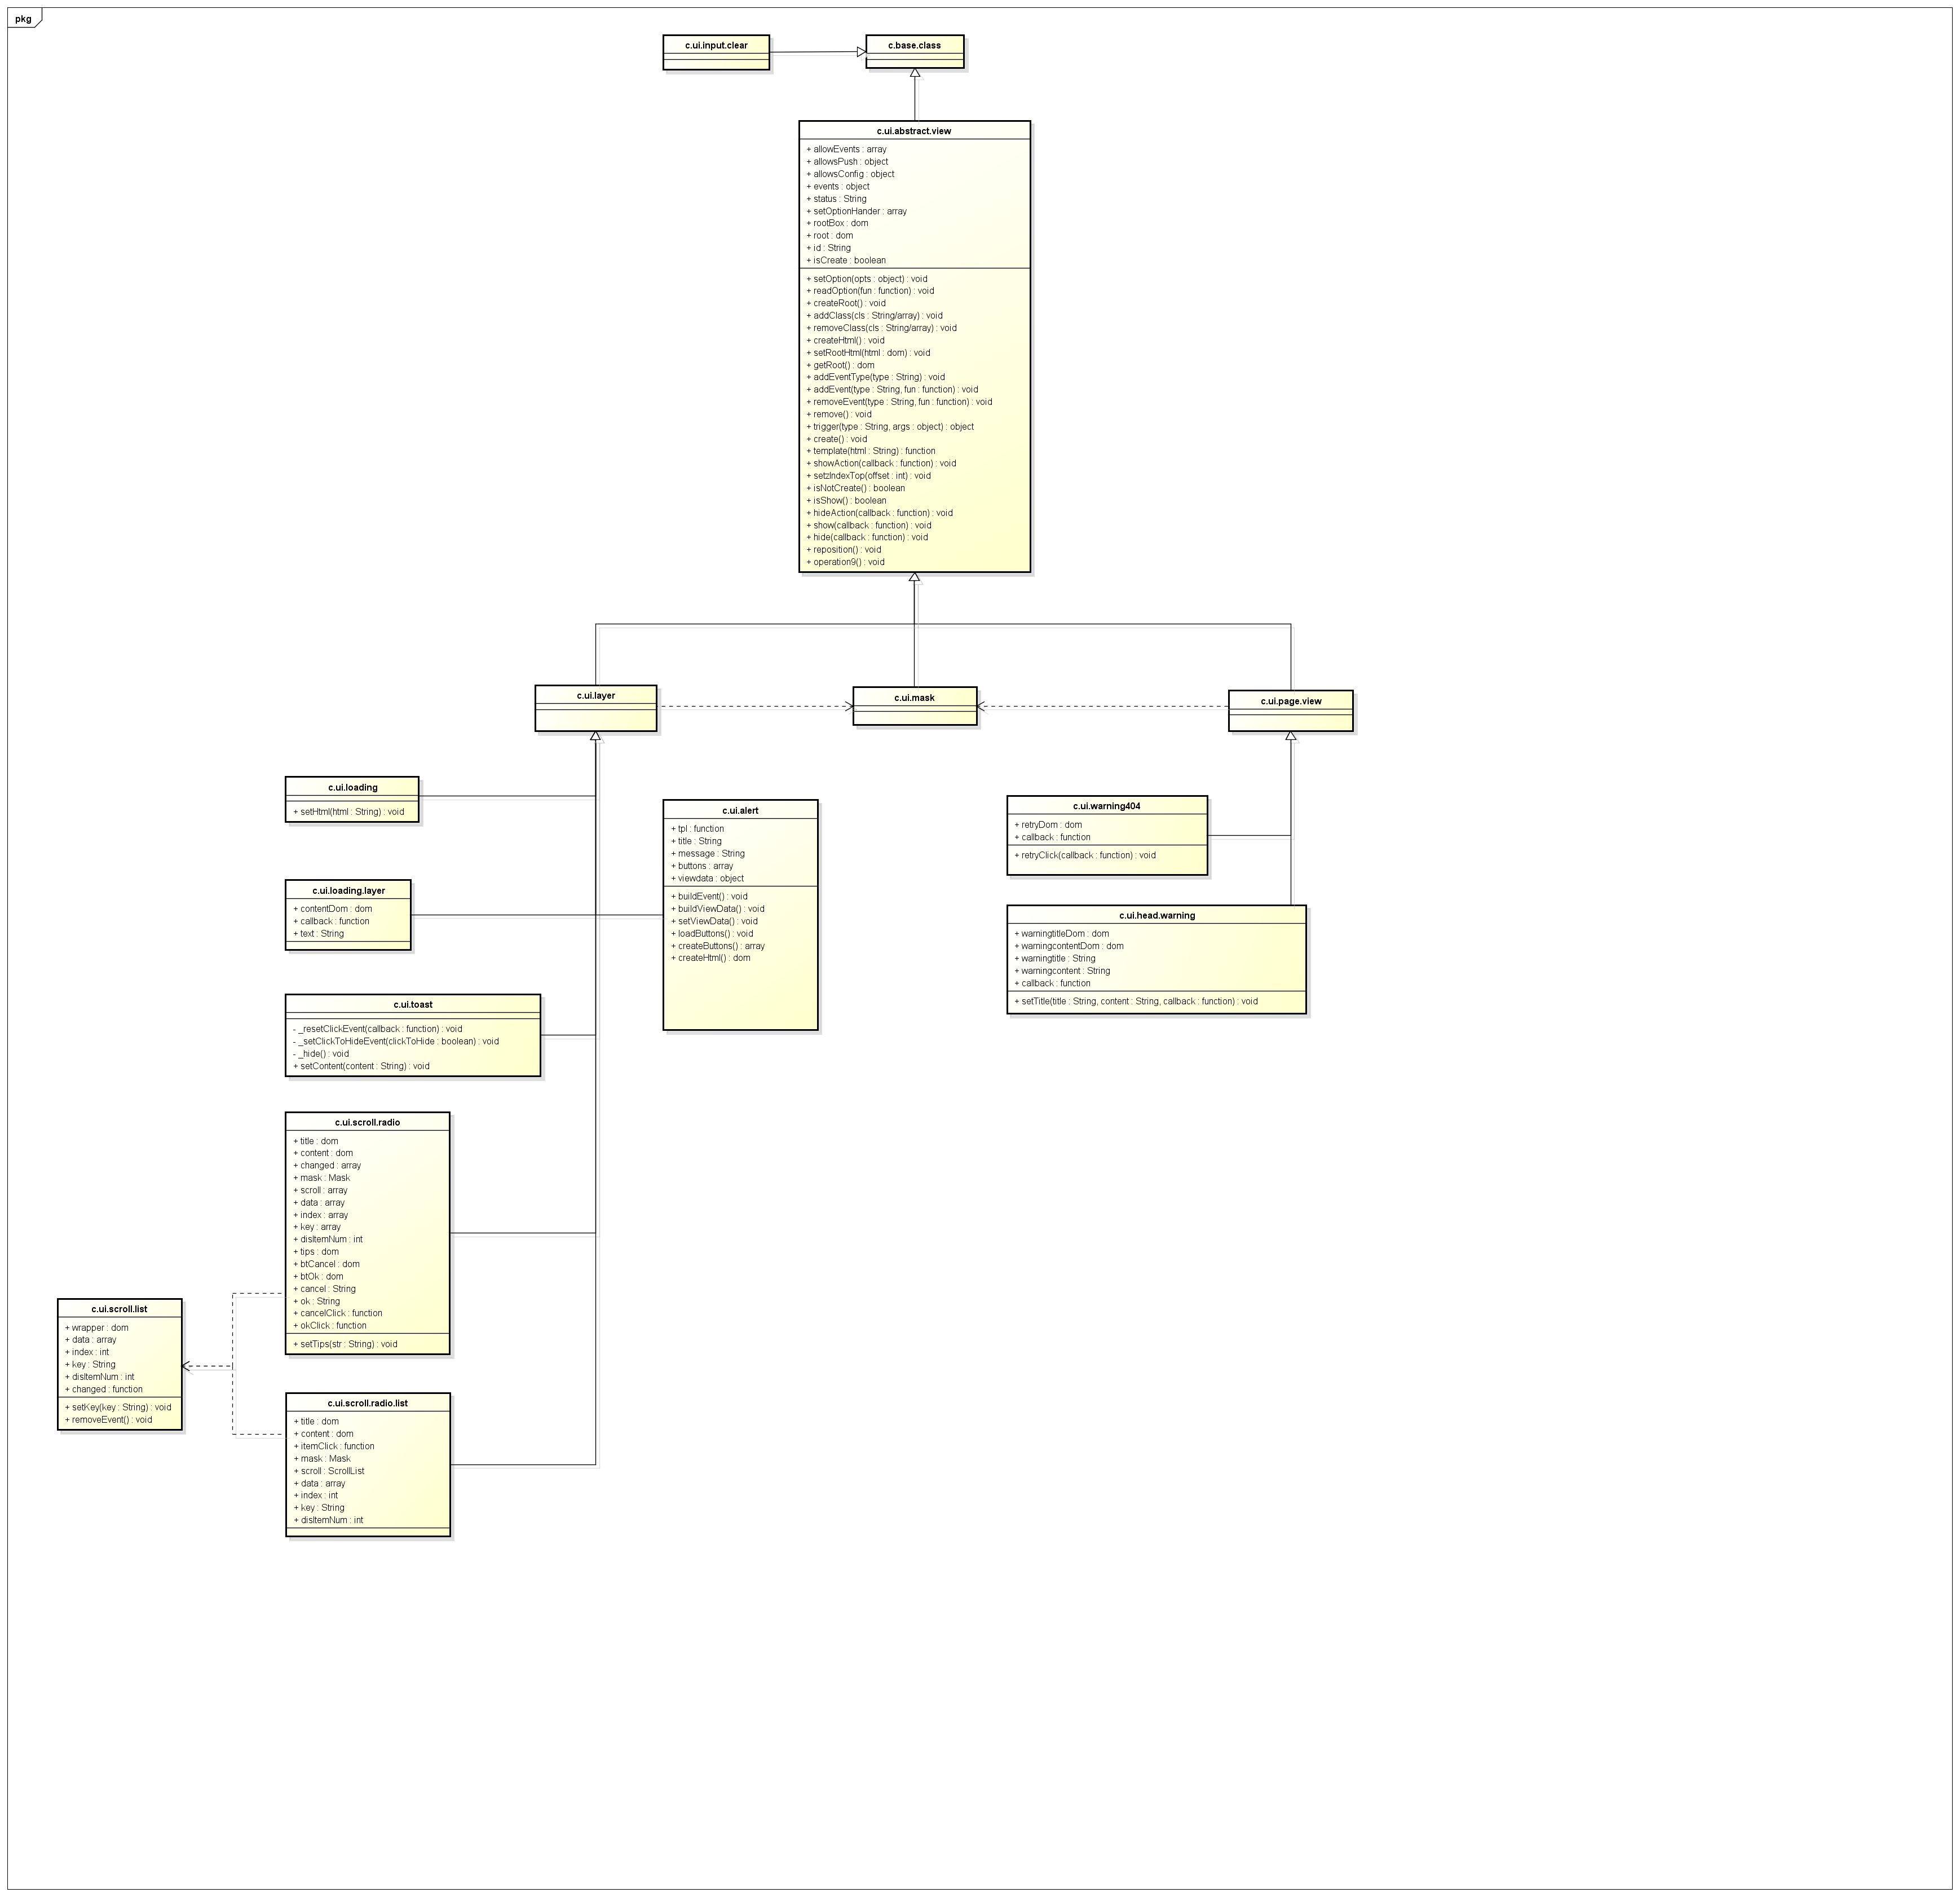 pkg
c.ui.input.clear
c.base.class
c.ui.abstract.view
+ allowEvents : array
+ allowsPush : object
+ allowsConfig : object
+ events : object
+ status : String
+ setOptionHander : array
+ rootBox : dom
+ root : dom
+ id : String
+ isCreate : boolean
+ setOption(opts : object) : void
+ readOption(fun : function) : void
+ createRoot() : void
+ addClass(cls : String/array) : void
+ removeClass(cls : String/array) : void
+ createHtml() : void
+ setRootHtml(html : dom) : void
+ getRoot() : dom
+ addEventType(type : String) : void
+ addEvent(type : String, fun : function) : void
+ removeEvent(type : String, fun : function) : void
+ remove() : void
+ trigger(type : String, args : object) : object
+ create() : void
+ template(html : String) : function
+ showAction(callback : function) : void
+ setzIndexTop(offset : int) : void
+ isNotCreate() : boolean
+ isShow() : boolean
+ hideAction(callback : function) : void
+ show(callback : function) : void
+ hide(callback : function) : void
+ reposition() : void
+ operation9() : void
c.ui.layer
c.ui.mask
c.ui.page.view
c.ui.loading
+ setHtml(html : String) : void
c.ui.alert
+ tpl : function
+ title : String
+ message : String
+ buttons : array
+ viewdata : object
+ buildEvent() : void
+ buildViewData() : void
+ setViewData() : void
+ loadButtons() : void
+ createButtons() : array
+ createHtml() : dom
c.ui.warning404
+ retryDom : dom
+ callback : function
+ retryClick(callback : function) : void
c.ui.loading.layer
+ contentDom : dom
+ callback : function
+ text : String
c.ui.head.warning
+ warningtitleDom : dom
+ warningcontentDom : dom
+ warningtitle : String
+ warningcontent : String
+ callback : function
+ setTitle(title : String, content : String, callback : function) : void
c.ui.toast
- _resetClickEvent(callback : function) : void
- _setClickToHideEvent(clickToHide : boolean) : void
- _hide() : void
+ setContent(content : String) : void
c.ui.scroll.radio
+ title : dom
+ content : dom
+ changed : array
+ mask : Mask
+ scroll : array
+ data : array
+ index : array
+ key : array
+ disItemNum : int
+ tips : dom
+ btCancel : dom
+ btOk : dom
+ cancel : String
+ ok : String
+ cancelClick : function
+ okClick : function
+ setTips(str : String) : void
c.ui.scroll.list
+ wrapper : dom
+ data : array
+ index : int
+ key : String
+ disItemNum : int
+ changed : function
+ setKey(key : String) : void
+ removeEvent() : void
c.ui.scroll.radio.list
+ title : dom
+ content : dom
+ itemClick : function
+ mask : Mask
+ scroll : ScrollList
+ data : array
+ index : int
+ key : String
+ disItemNum : int